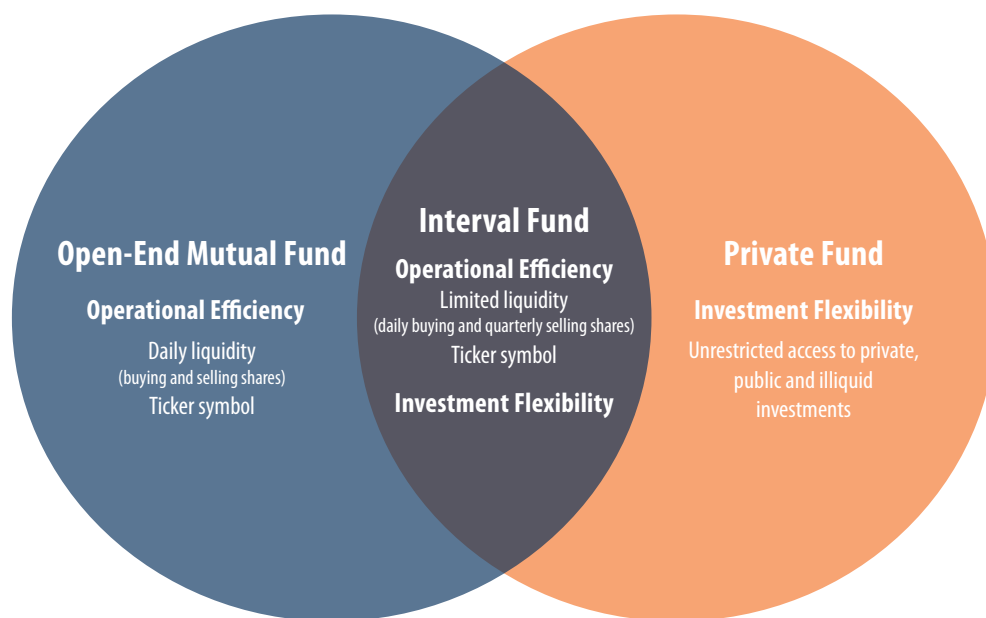 Open-End Mutual Fund
Operational Efficiency
Daily liquidity
(buying and selling shares)
Ticker symbol
Interval Fund
Operational Efficiency
Limited liquidity
(daily buying and quarterly selling shares)
Ticker symbol
Investment Flexibility
Private Fund
Investment Flexibility
Unrestricted access to private,
public and illiquid
investments